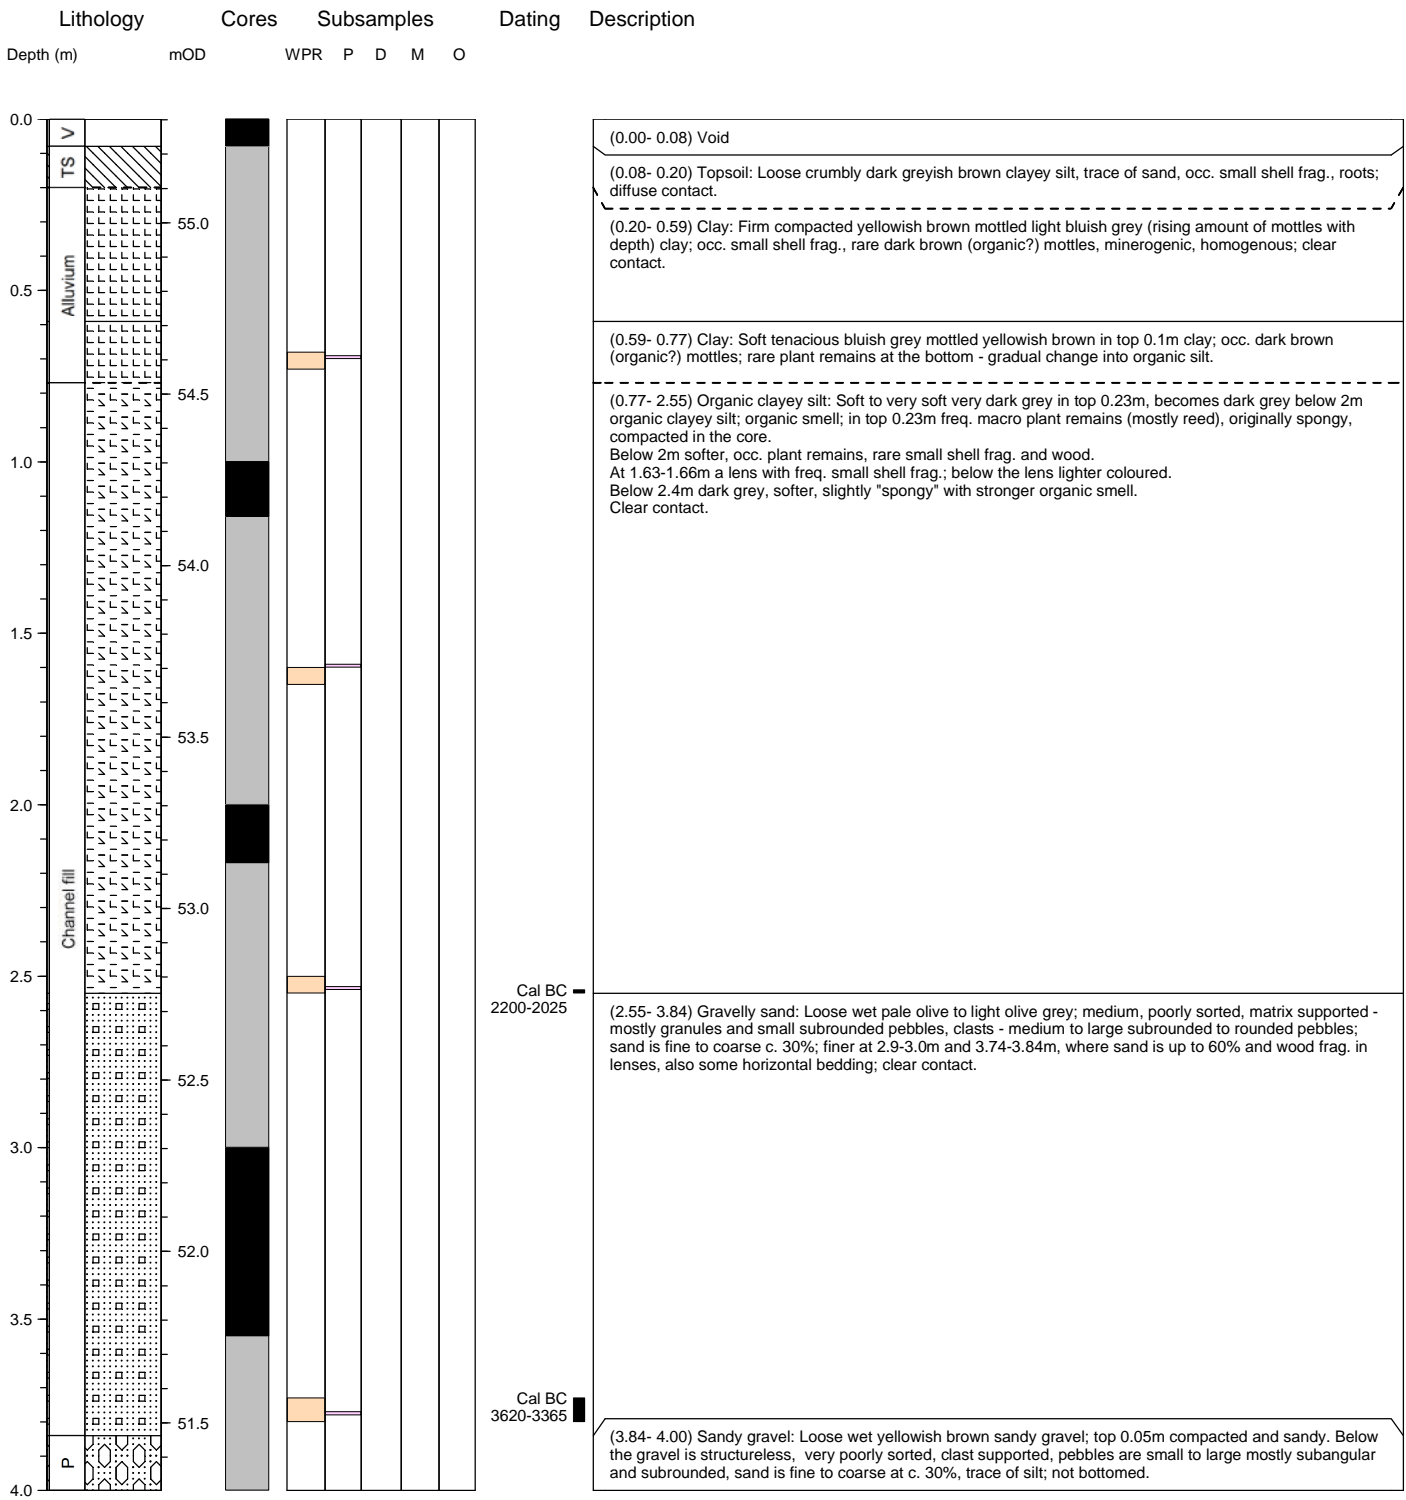 Lithology Cores Subsamples Dating Description
Depth (m) mOD WPR P D M O
0.0
0.5
1.0
1.5
2.0
2.5
3.0
3.5
4.0
V
TS
Alluvium
Channel fill
P
55.0
54.5
54.0
53.5
53.0
52.5
52.0
51.5
Cal BC
2200-2025
Cal BC
3620-3365
(0.00- 0.08) Void
(0.08- 0.20) Topsoil: Loose crumbly dark greyish brown clayey silt, trace of sand, occ. small shell frag., roots;
diffuse contact.
(0.20- 0.59) Clay: Firm compacted yellowish brown mottled light bluish grey (rising amount of mottles with
depth) clay; occ. small shell frag., rare dark brown (organic?) mottles, minerogenic, homogenous; clear
contact.
(0.59- 0.77) Clay: Soft tenacious bluish grey mottled yellowish brown in top 0.1m clay; occ. dark brown
(organic?) mottles; rare plant remains at the bottom - gradual change into organic silt.
(0.77- 2.55) Organic clayey silt: Soft to very soft very dark grey in top 0.23m, becomes dark grey below 2m
organic clayey silt; organic smell; in top 0.23m freq. macro plant remains (mostly reed), originally spongy,
compacted in the core.
Below 2m softer, occ. plant remains, rare small shell frag. and wood.
At 1.63-1.66m a lens with freq. small shell frag.; below the lens lighter coloured.
Below 2.4m dark grey, softer, slightly "spongy" with stronger organic smell.
Clear contact.
(2.55- 3.84) Gravelly sand: Loose wet pale olive to light olive grey; medium, poorly sorted, matrix supported -
mostly granules and small subrounded pebbles, clasts - medium to large subrounded to rounded pebbles;
sand is fine to coarse c. 30%; finer at 2.9-3.0m and 3.74-3.84m, where sand is up to 60% and wood frag. in
lenses, also some horizontal bedding; clear contact.
(3.84- 4.00) Sandy gravel: Loose wet yellowish brown sandy gravel; top 0.05m compacted and sandy. Below
the gravel is structureless, very poorly sorted, clast supported, pebbles are small to large mostly subangular
and subrounded, sand is fine to coarse at c. 30%, trace of silt; not bottomed.